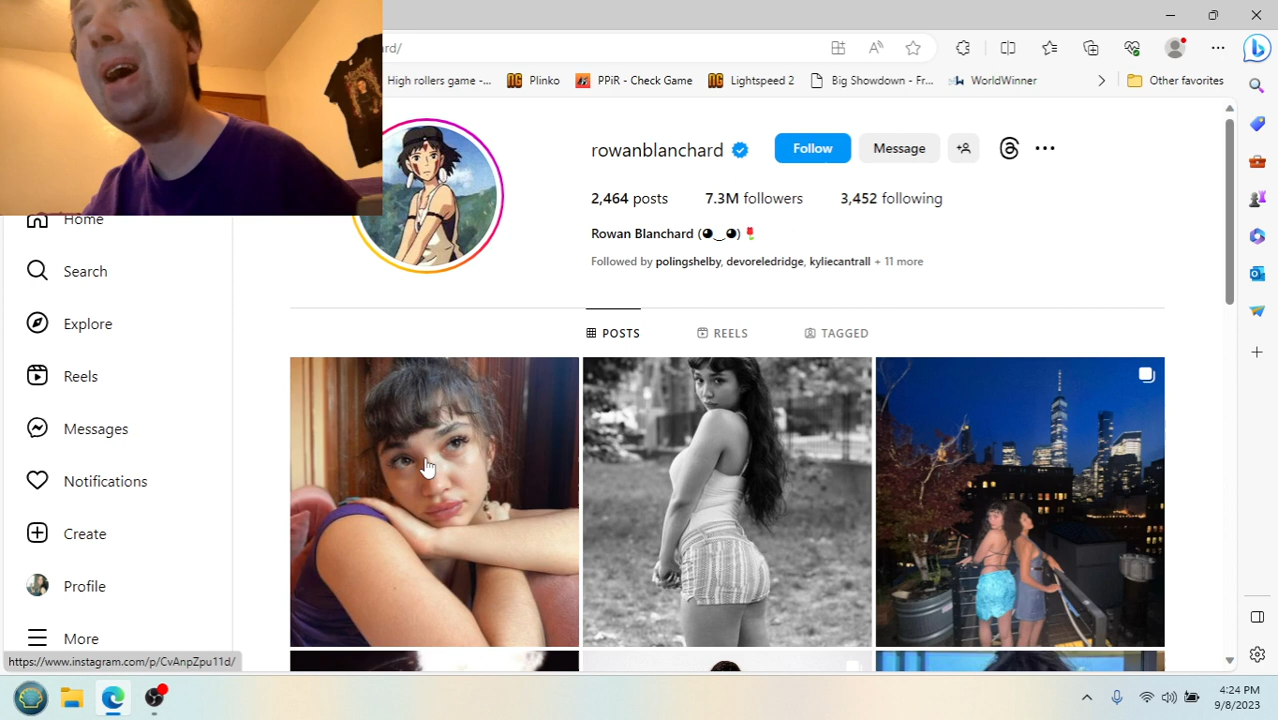 rd/
High rollers game -...
Plinko
PPiR - Check Game
Lightspeed 2
Big Showdown - Fr...
WorldWinner
Other favorites
rowanblanchard
Follow
Message
2,464 posts
7.3M followers
3,452 following
Rowan Blanchard (◕‿◕)🌹
Followed by polingshelby, devoreledridge, kyliecantrall + 11 more
POSTS
REELS
TAGGED
Home
Search
Explore
Reels
Messages
Notifications
Create
Profile
More
https://www.instagram.com/p/CvAnpZpu11d/
4:24 PM
9/8/2023